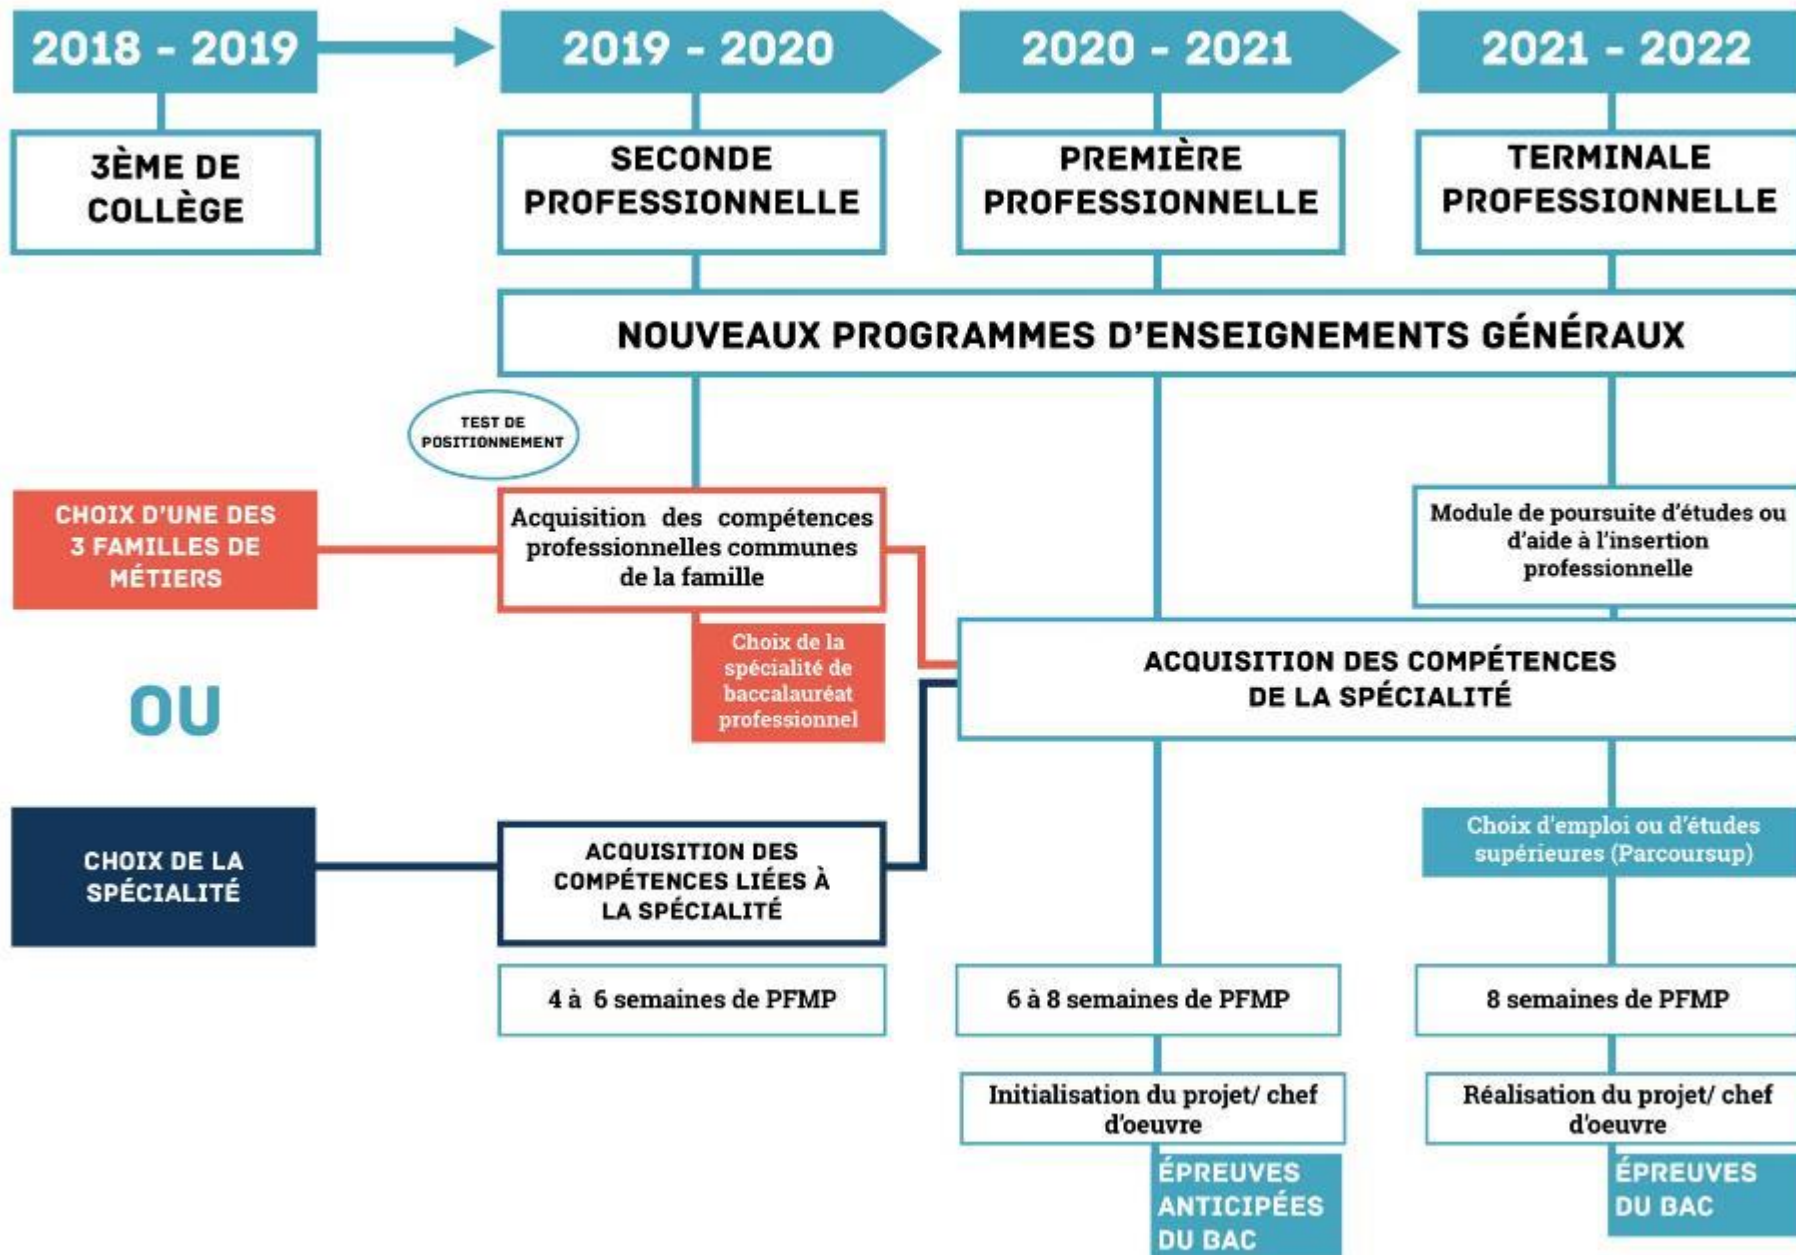 2018 - 2019
2019 - 2020
2020 - 2021
2021 - 2022
3ÈME DE
COLLÈGE
SECONDE
PROFESSIONNELLE
PREMIÈRE
PROFESSIONNELLE
TERMINALE
PROFESSIONNELLE
NOUVEAUX PROGRAMMES D'ENSEIGNEMENTS GÉNÉRAUX
TEST DE
POSITIONNEMENT
CHOIX D'UNE DES
3 FAMILLES DE
MÉTIERS
Acquisition des compétences
professionnelles communes
de la famille
Module de poursuite d'études ou
d'aide à l'insertion
professionnelle
Choix de la
spécialité de
baccalauréat
professionnel
ACQUISITION DES COMPÉTENCES
DE LA SPÉCIALITÉ
OU
CHOIX DE LA
SPÉCIALITÉ
ACQUISITION DES
COMPÉTENCES LIÉES À
LA SPÉCIALITÉ
Choix d'emploi ou d'études
supérieures (Parcoursup)
4 à 6 semaines de PFMP
6 à 8 semaines de PFMP
8 semaines de PFMP
Initialisation du projet/ chef
d'oeuvre
Réalisation du projet/ chef
d'oeuvre
ÉPREUVES
ANTICIPÉES
DU BAC
ÉPREUVES
DU BAC